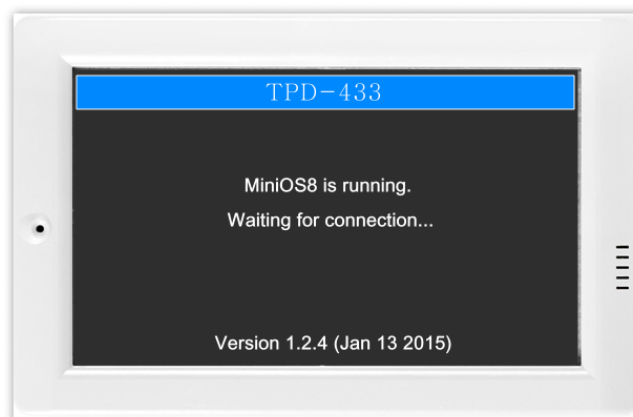 TPD-433
MiniOS8 is running.
Waiting for connection...
Version 1.2.4 (Jan 13 2015)